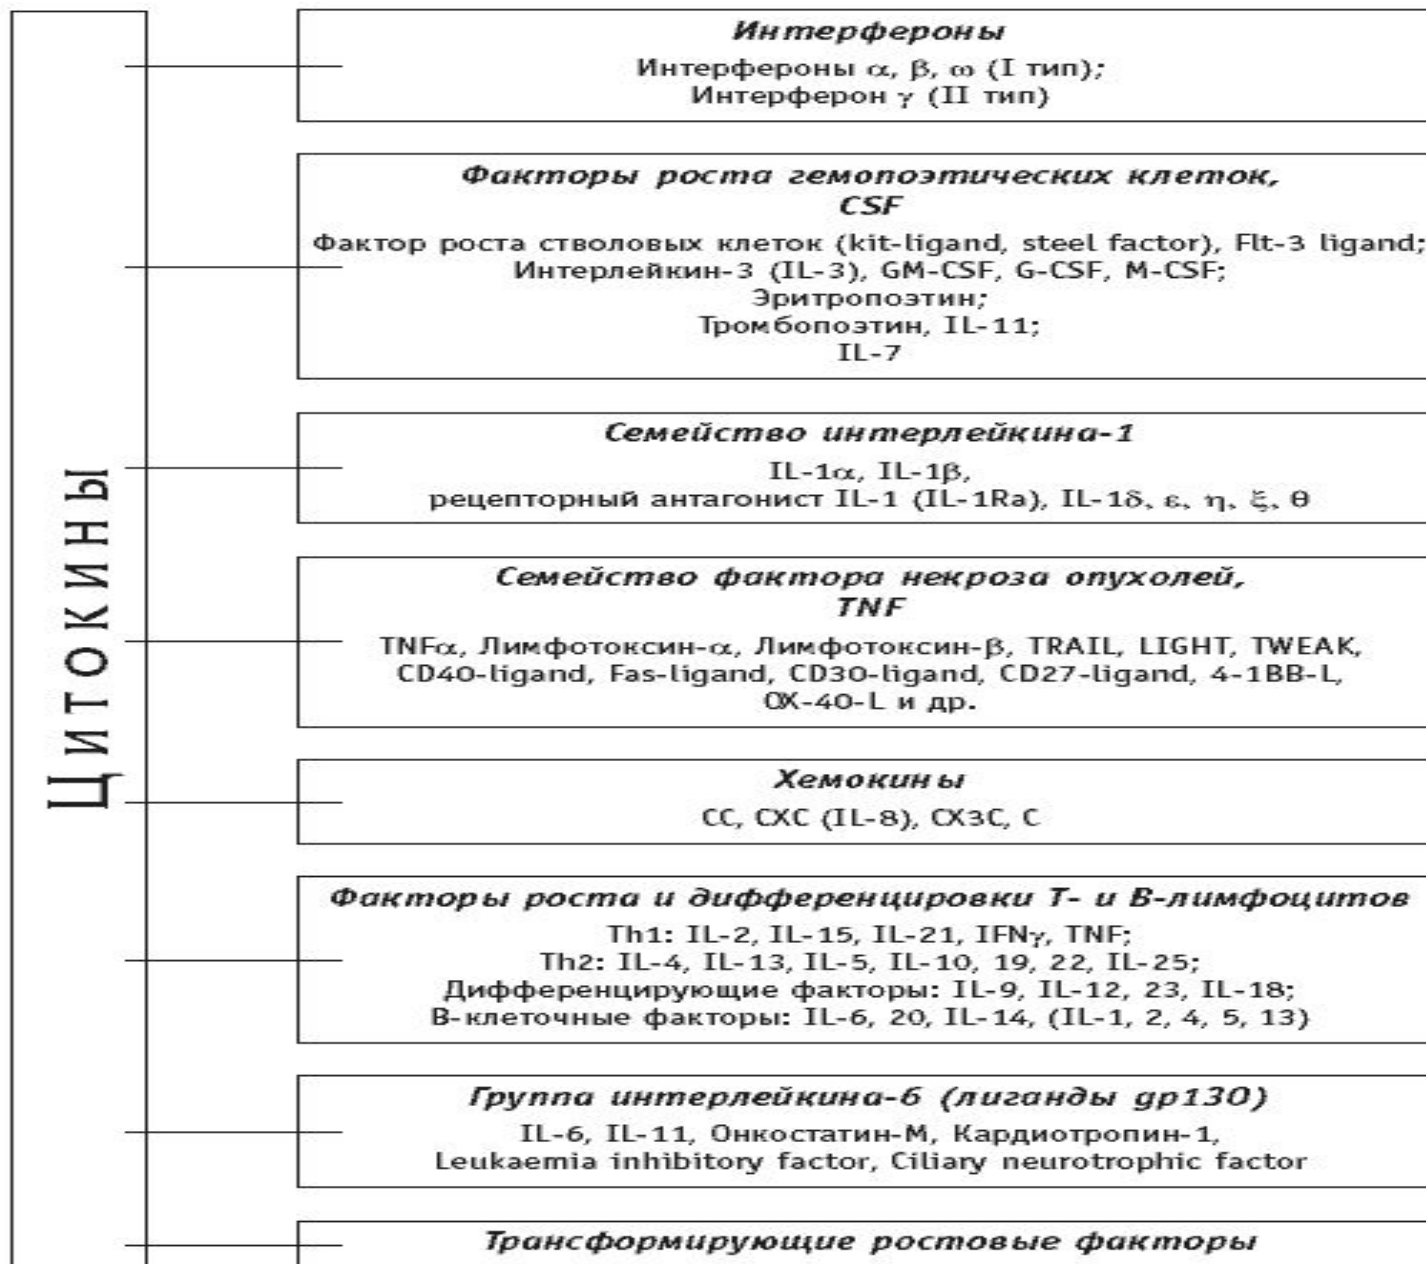 Цитокины
Интерфероны
Интерфероны α, β, ω (I тип);
Интерферон γ (II тип)
Факторы роста гемопоэтических клеток,
CSF
Фактор роста стволовых клеток (kit-ligand, steel factor), Flt-3 ligand;
Интерлейкин-3 (IL-3), GM-CSF, G-CSF, M-CSF;
Эритропоэтин;
Тромбопоэтин, IL-11;
IL-7
Семейство интерлейкина-1
IL-1α, IL-1β,
рецепторный антагонист IL-1 (IL-1Ra), IL-1δ, ε, η, ξ, θ
Семейство фактора некроза опухолей,
TNF
TNFα, Лимфотоксин-α, Лимфотоксин-β, TRAIL, LIGHT, TWEAK,
CD40-ligand, Fas-ligand, CD30-ligand, CD27-ligand, 4-1BB-L,
OX-40-L и др.
Хемокины
CC, CXC (IL-8), CX3C, C
Факторы роста и дифференцировки Т- и В-лимфоцитов
Th1: IL-2, IL-15, IL-21, IFNγ, TNF;
Th2: IL-4, IL-13, IL-5, IL-10, 19, 22, IL-25;
Дифференцирующие факторы: IL-9, IL-12, 23, IL-18;
В-клеточные факторы: IL-6, 20, IL-14, (IL-1, 2, 4, 5, 13)
Группа интерлейкина-6 (лиганды gp130)
IL-6, IL-11, Онкостатин-М, Кардиотропин-1,
Leukaemia inhibitory factor, Ciliary neurotrophic factor
Трансформирующие ростовые факторы